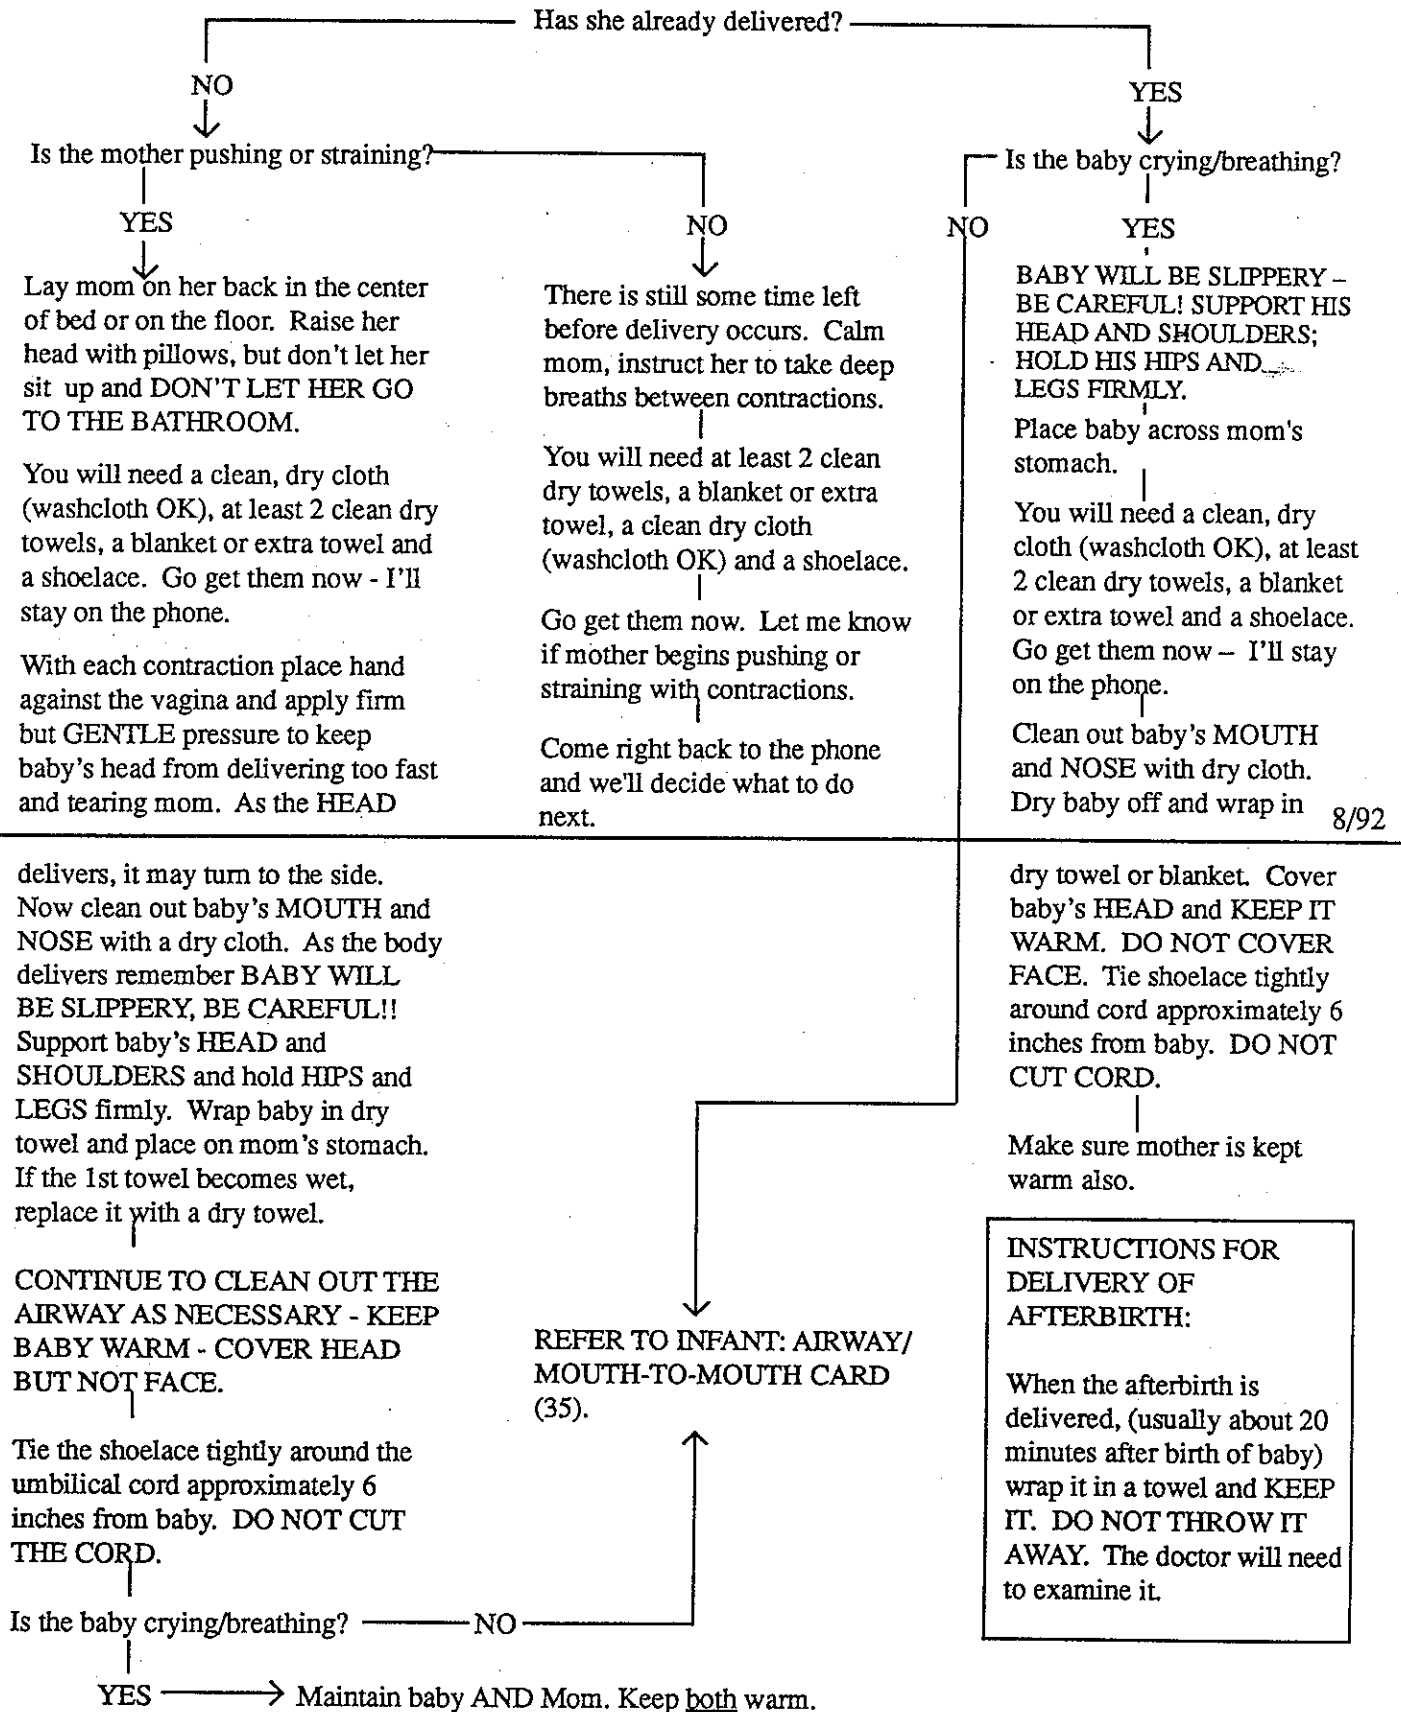 Has she already delivered?
NO
YES
Is the mother pushing or straining?
Is the baby crying/breathing?
YES
NO
NO
YES
Lay mom on her back in the center
of bed or on the floor. Raise her
head with pillows, but don't let her
sit up and DON'T LET HER GO
TO THE BATHROOM.
You will need a clean, dry cloth
(washcloth OK), at least 2 clean dry
towels, a blanket or extra towel and
a shoelace. Go get them now - I'll
stay on the phone.
With each contraction place hand
against the vagina and apply firm
but GENTLE pressure to keep
baby's head from delivering too fast
and tearing mom. As the HEAD
There is still some time left
before delivery occurs. Calm
mom, instruct her to take deep
breaths between contractions.
You will need at least 2 clean
dry towels, a blanket or extra
towel, a clean dry cloth
(washcloth OK) and a shoelace.
Go get them now. Let me know
if mother begins pushing or
straining with contractions.
Come right back to the phone
and we'll decide what to do
next.
BABY WILL BE SLIPPERY –
BE CAREFUL! SUPPORT HIS
HEAD AND SHOULDERS;
HOLD HIS HIPS AND
LEGS FIRMLY.
Place baby across mom's
stomach.
You will need a clean, dry
cloth (washcloth OK), at least
2 clean dry towels, a blanket
or extra towel and a shoelace.
Go get them now – I'll stay
on the phone.
Clean out baby's MOUTH
and NOSE with dry cloth.
Dry baby off and wrap in
8/92
delivers, it may turn to the side.
Now clean out baby's MOUTH and
NOSE with a dry cloth. As the body
delivers remember BABY WILL
BE SLIPPERY, BE CAREFUL!!
Support baby's HEAD and
SHOULDERS and hold HIPS and
LEGS firmly. Wrap baby in dry
towel and place on mom's stomach.
If the 1st towel becomes wet,
replace it with a dry towel.
CONTINUE TO CLEAN OUT THE
AIRWAY AS NECESSARY - KEEP
BABY WARM - COVER HEAD
BUT NOT FACE.
Tie the shoelace tightly around the
umbilical cord approximately 6
inches from baby. DO NOT CUT
THE CORD.
Is the baby crying/breathing?
NO
YES
Maintain baby AND Mom. Keep both warm.
REFER TO INFANT: AIRWAY/
MOUTH-TO-MOUTH CARD
(35).
dry towel or blanket. Cover
baby's HEAD and KEEP IT
WARM. DO NOT COVER
FACE. Tie shoelace tightly
around cord approximately 6
inches from baby. DO NOT
CUT CORD.
Make sure mother is kept
warm also.
INSTRUCTIONS FOR
DELIVERY OF
AFTERBIRTH:
When the afterbirth is
delivered, (usually about 20
minutes after birth of baby)
wrap it in a towel and KEEP
IT. DO NOT THROW IT
AWAY. The doctor will need
to examine it.